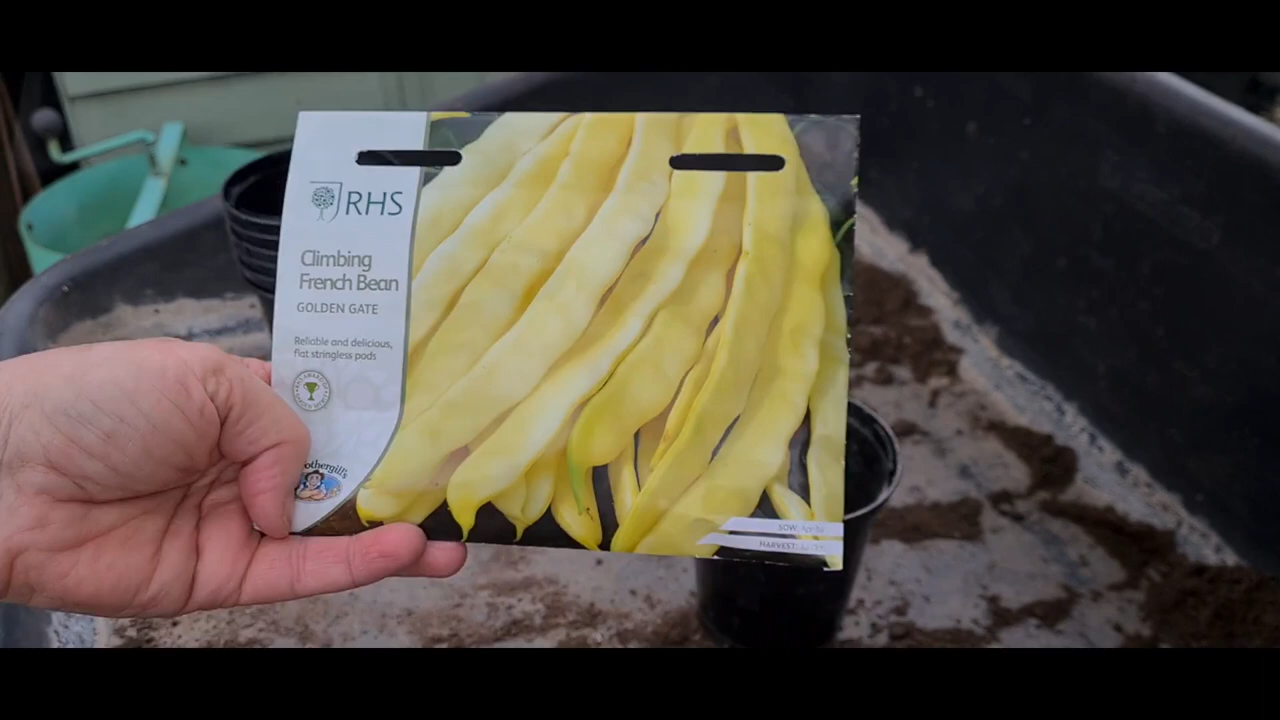 RHS
Climbing
French Bean
GOLDEN GATE
Reliable and delicious,
flat stringless pods
SOW:
HARVEST: